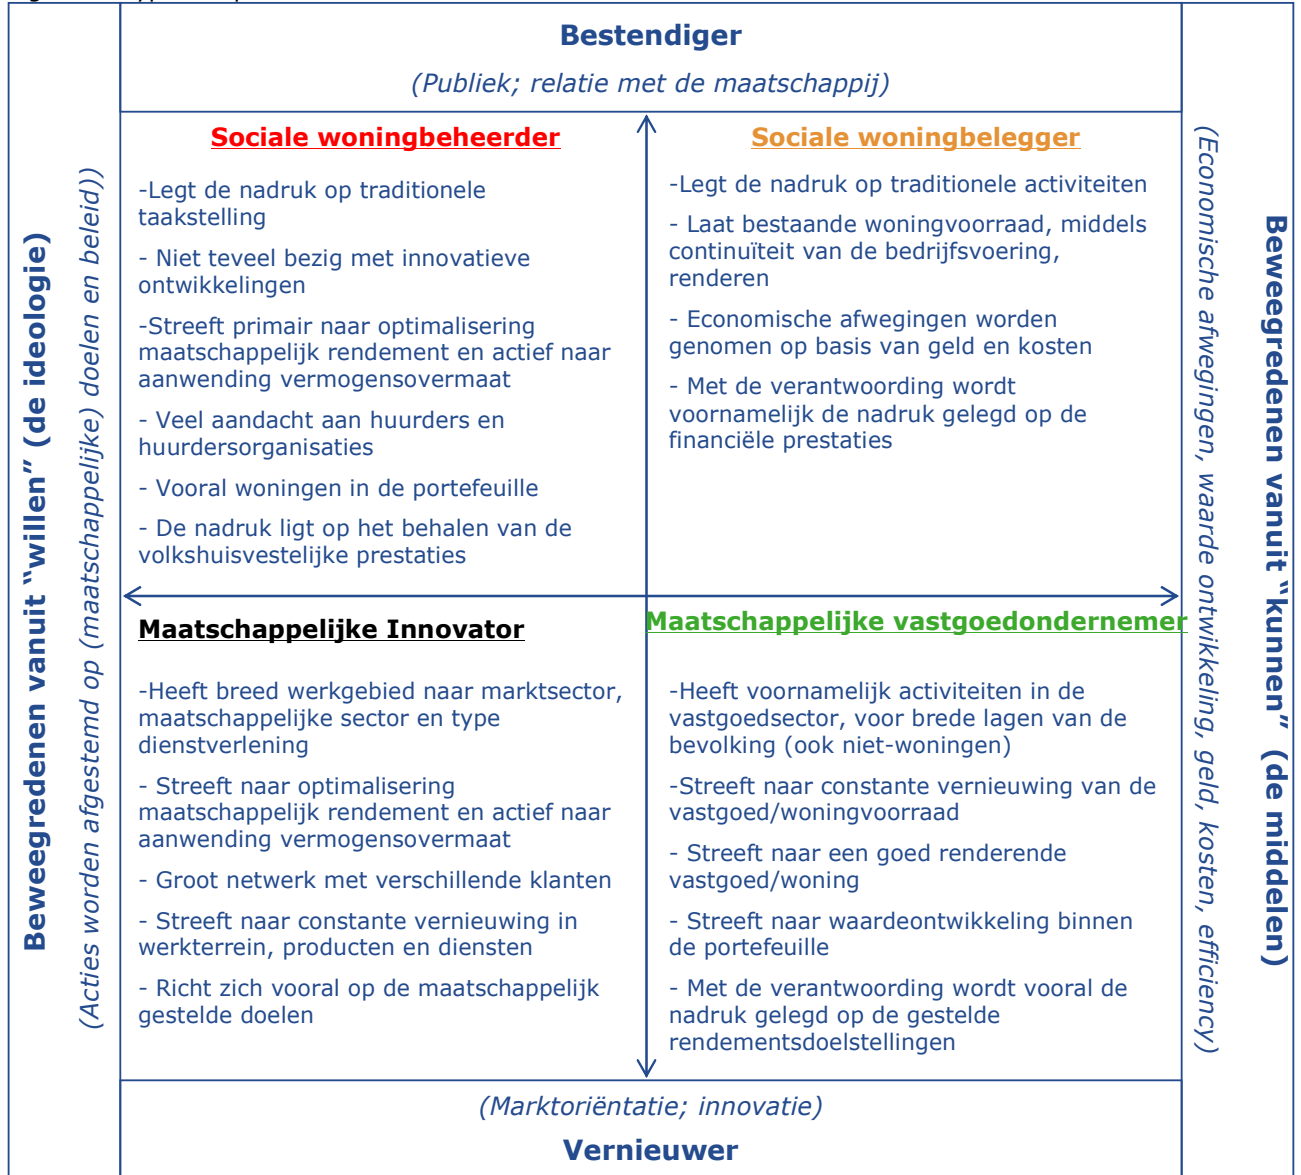 Bestendiger
(Publiek; relatie met de maatschappij)
Beweegredenen vanuit “willen” (de ideologie)
(Acties worden afgestemd op (maatschappelijke) doelen en beleid))
Sociale woningbeheerder
-Legt de nadruk op traditionele
taakstelling
- Niet teveel bezig met innovatieve
ontwikkelingen
-Streeft primair naar optimalisering
maatschappelijk rendement en actief naar
aanwending vermogensovermaat
- Veel aandacht aan huurders en
huurdersorganisaties
- Vooral woningen in de portefeuille
- De nadruk ligt op het behalen van de
volkshuisvestelijke prestaties
Sociale woningbelegger
-Legt de nadruk op traditionele activiteiten
- Laat bestaande woningvoorraad, middels
continuïteit van de bedrijfsvoering,
renderen
- Economische afwegingen worden
genomen op basis van geld en kosten
- Met de verantwoording wordt
voornamelijk de nadruk gelegd op de
financiële prestaties
Maatschappelijke Innovator
-Heeft breed werkgebied naar marktsector,
maatschappelijke sector en type
dienstverlening
- Streeft naar optimalisering
maatschappelijk rendement en actief naar
aanwending vermogensovermaat
- Groot netwerk met verschillende klanten
- Streeft naar constante vernieuwing in
werkterrein, producten en diensten
- Richt zich vooral op de maatschappelijk
gestelde doelen
Maatschappelijke vastgoedondernemer
-Heeft voornamelijk activiteiten in de
vastgoedsector, voor brede lagen van de
bevolking (ook niet-woningen)
-Streeft naar constante vernieuwing van de
vastgoed/woningvoorraad
- Streeft naar een goed renderende
vastgoed/woning
- Streeft naar waardeontwikkeling binnen
de portefeuille
- Met de verantwoording wordt vooral de
nadruk gelegd op de gestelde
rendementsdoelstellingen
(Economische afwegingen, waarde ontwikkeling, geld, kosten, efficiency)
Beweegredenen vanuit “kunnen” (de middelen)
(Marktoriëntatie; innovatie)
Vernieuwer